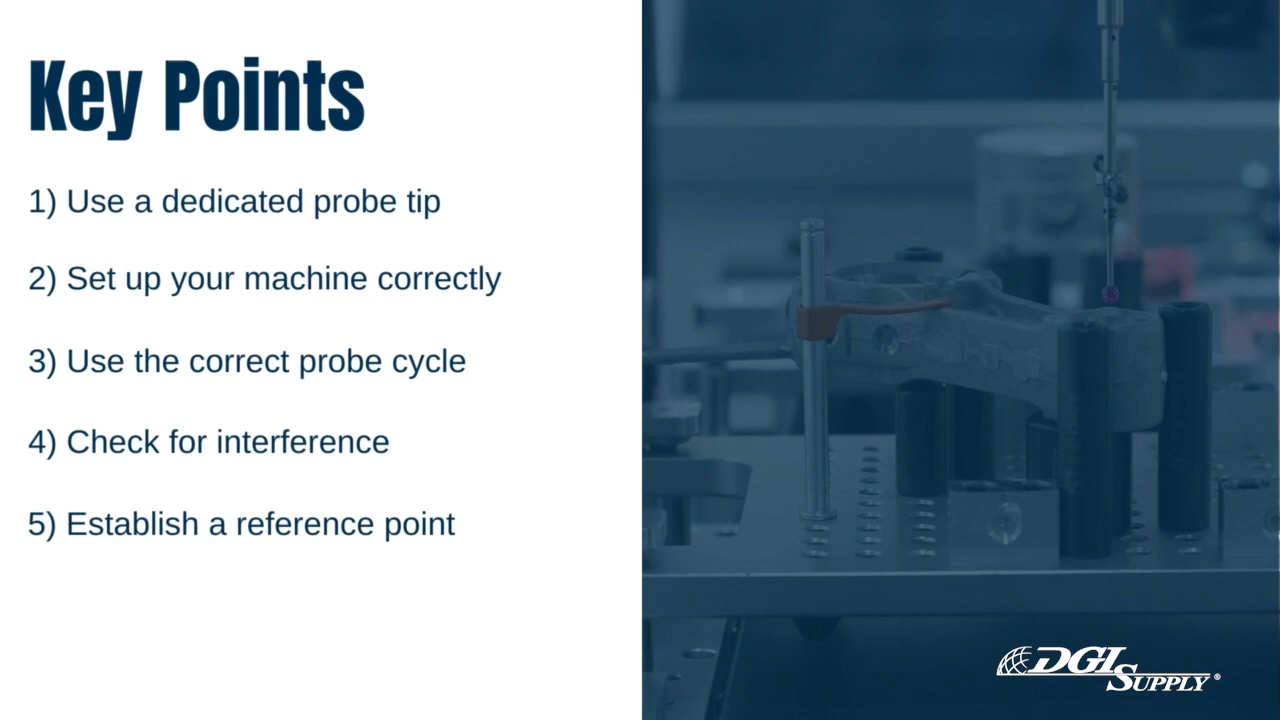 Key Points
1) Use a dedicated probe tip
2) Set up your machine correctly
3) Use the correct probe cycle
4) Check for interference
5) Establish a reference point
DGI
SUPPLY®